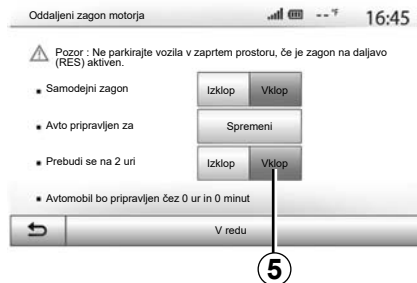 Oddaljeni zagon motorja
--°F
16:45
Pozor : Ne parkirajte vozila v zaprtem prostoru, če je zagon na daljavo
(RES) aktiven.
Samodejni zagon
Izklop
Vklop
Avto pripravljen za
Spremeni
Prebudi se na 2 uri
Izklop
Vklop
Avtomobil bo pripravljen čez 0 ur in 0 minut
V redu
5